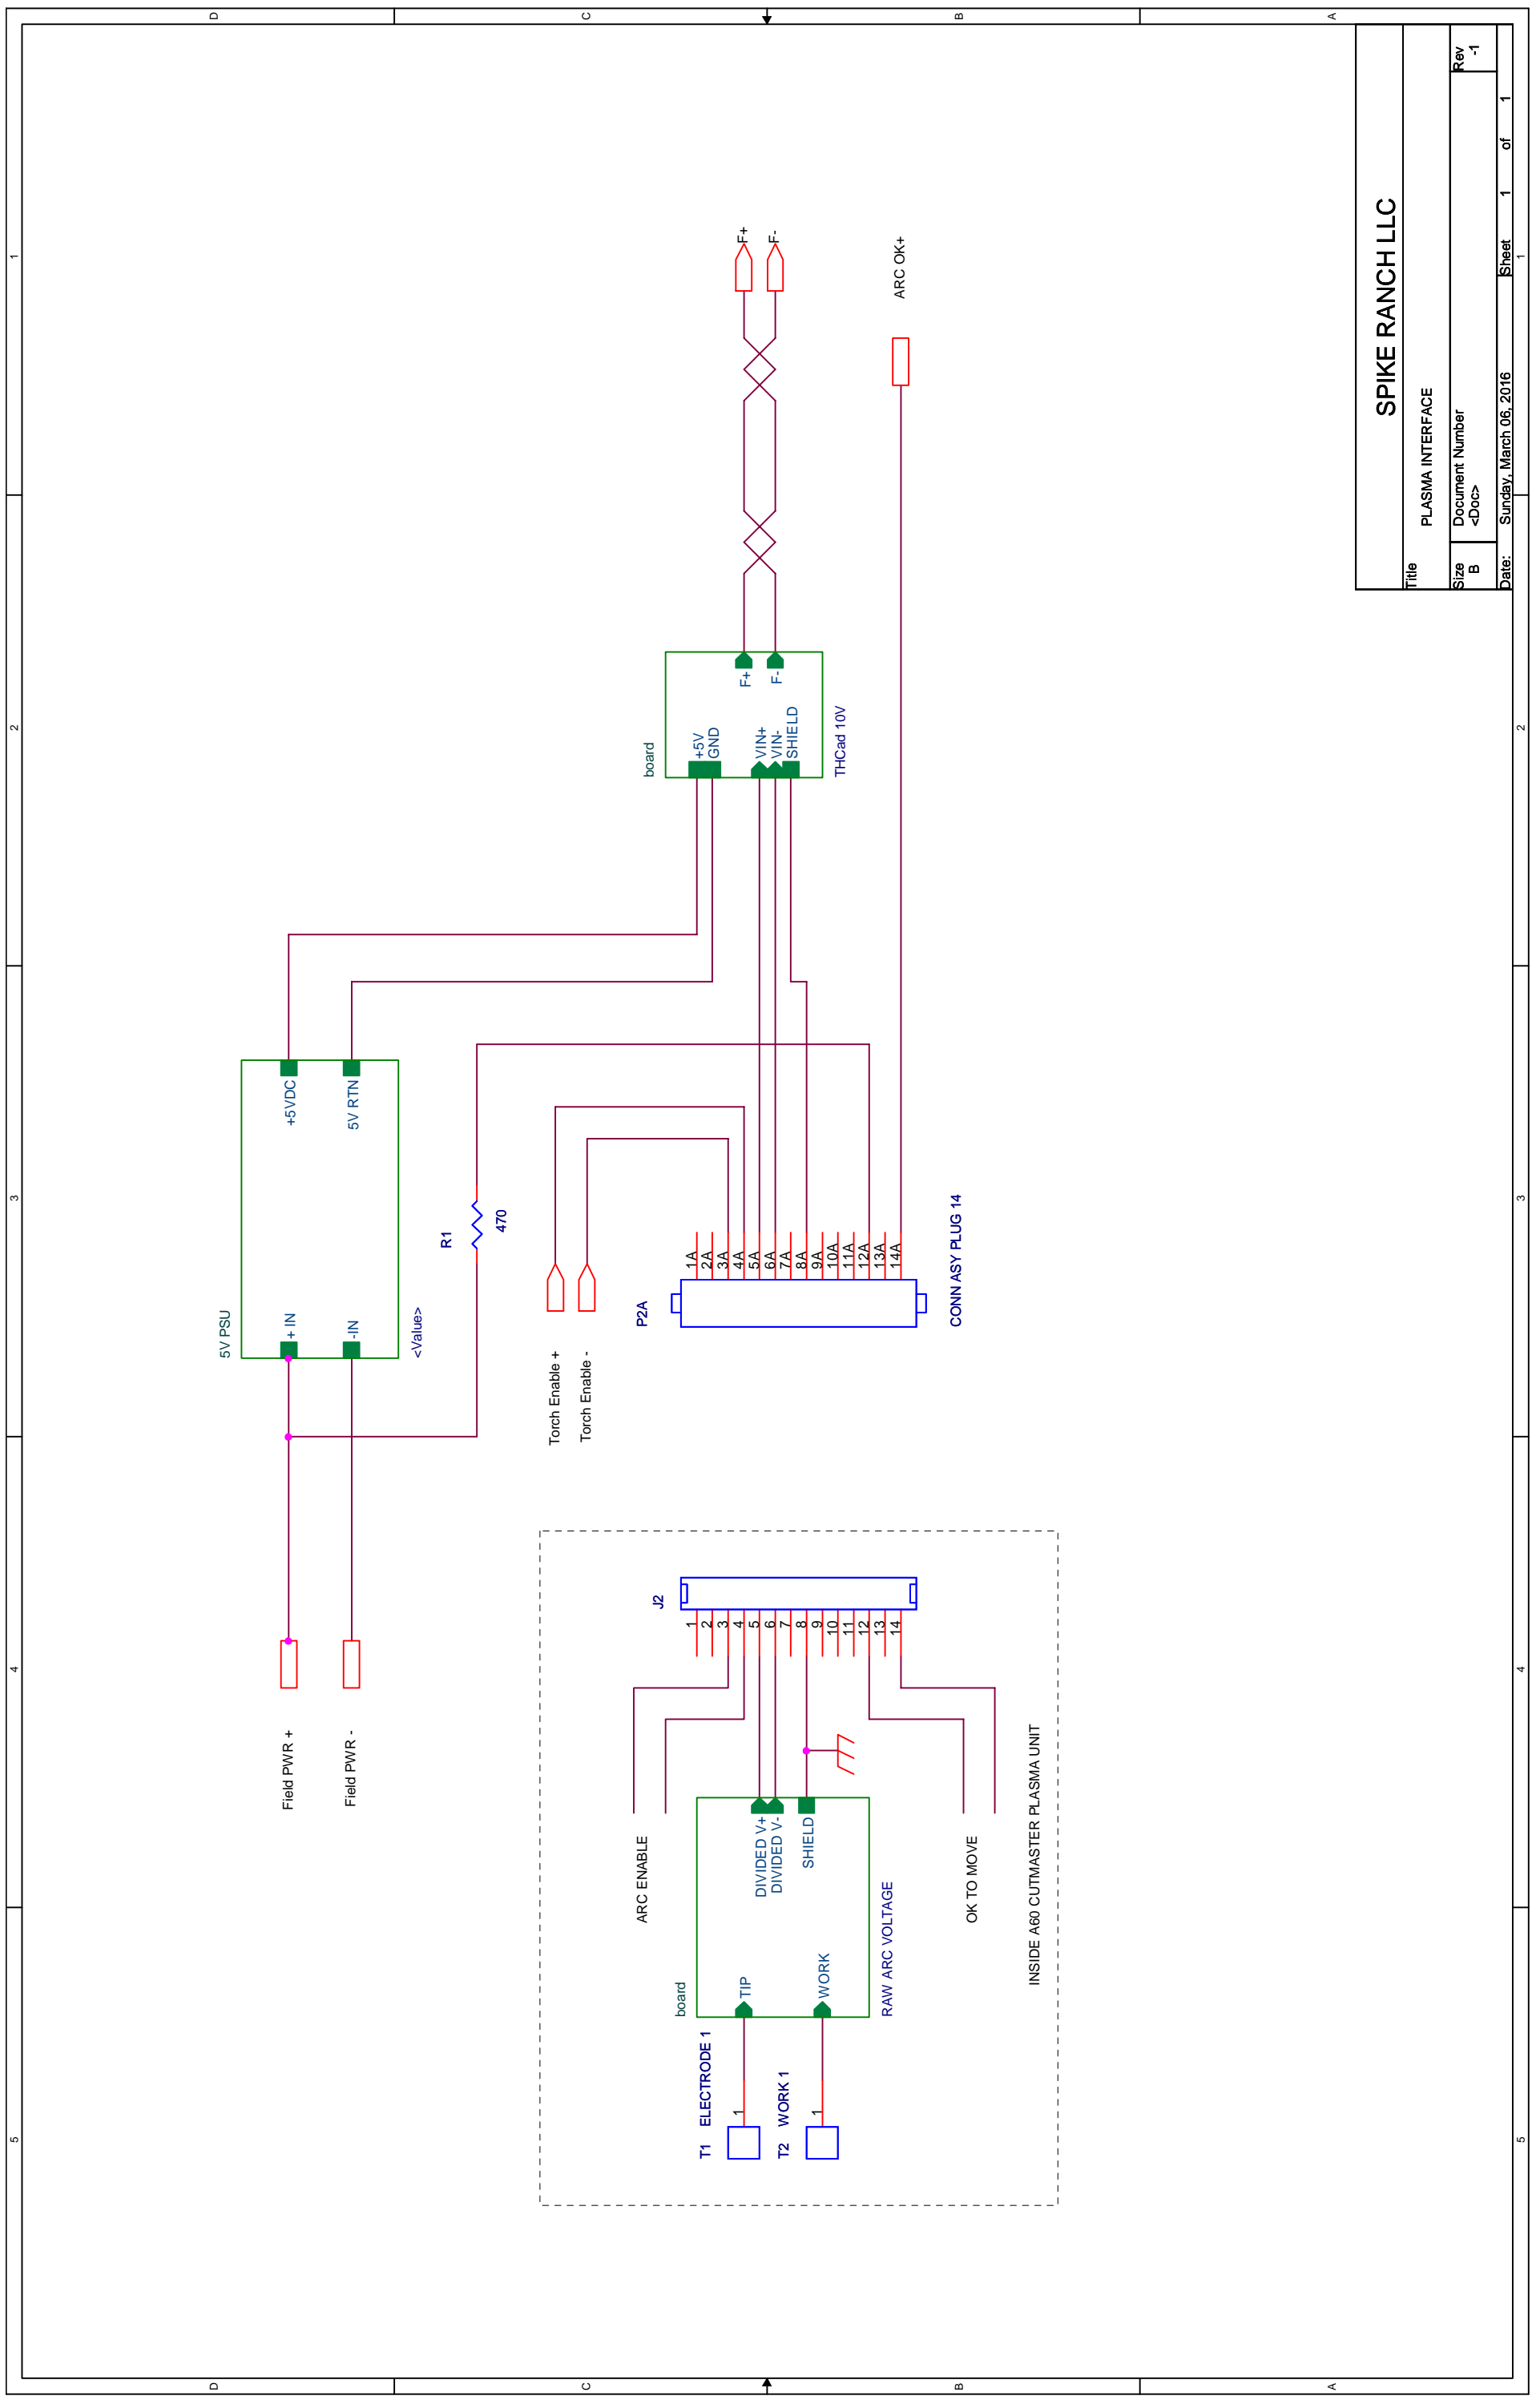 5
4
3
2
1
D
C
B
A
Field PWR +
Field PWR -
5V PSU
+ IN
-IN
+5VDC
5V RTN
<Value>
R1
470
Torch Enable +
Torch Enable -
board
+5V
GND
VIN+
VIN-
SHIELD
F+
F-
THCad 10V
F+
F-
ARC OK+
P2A
1A
2A
3A
4A
5A
6A
7A
8A
9A
10A
11A
12A
13A
14A
CONN ASY PLUG 14
J2
1
2
3
4
5
6
7
8
9
10
11
12
13
14
ARC ENABLE
board
TIP
WORK
DIVIDED V+
DIVIDED V-
SHIELD
RAW ARC VOLTAGE
T1 ELECTRODE 1
1
T2 WORK 1
1
OK TO MOVE
INSIDE A60 CUTMASTER PLASMA UNIT
SPIKE RANCH LLC
Title
PLASMA INTERFACE
Size Document Number Rev
B <Doc> -1
Date: Sunday, March 06, 2016 Sheet 1 of 1
D
C
B
A
5
4
3
2
1